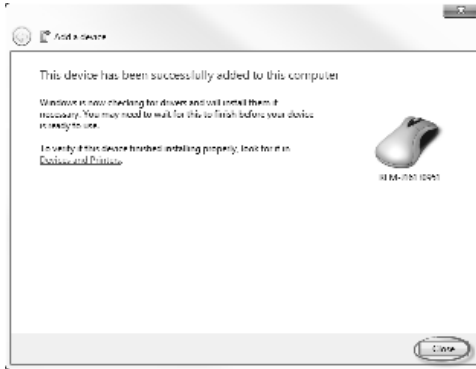 Add a device
This device has been successfully added to this computer
Windows is now checking for drivers and will install them if
necessary. You may need to wait for this to finish before your device
is ready to use.
To verify if this device finished installing properly, look for it in
Devices and Printers.
Close